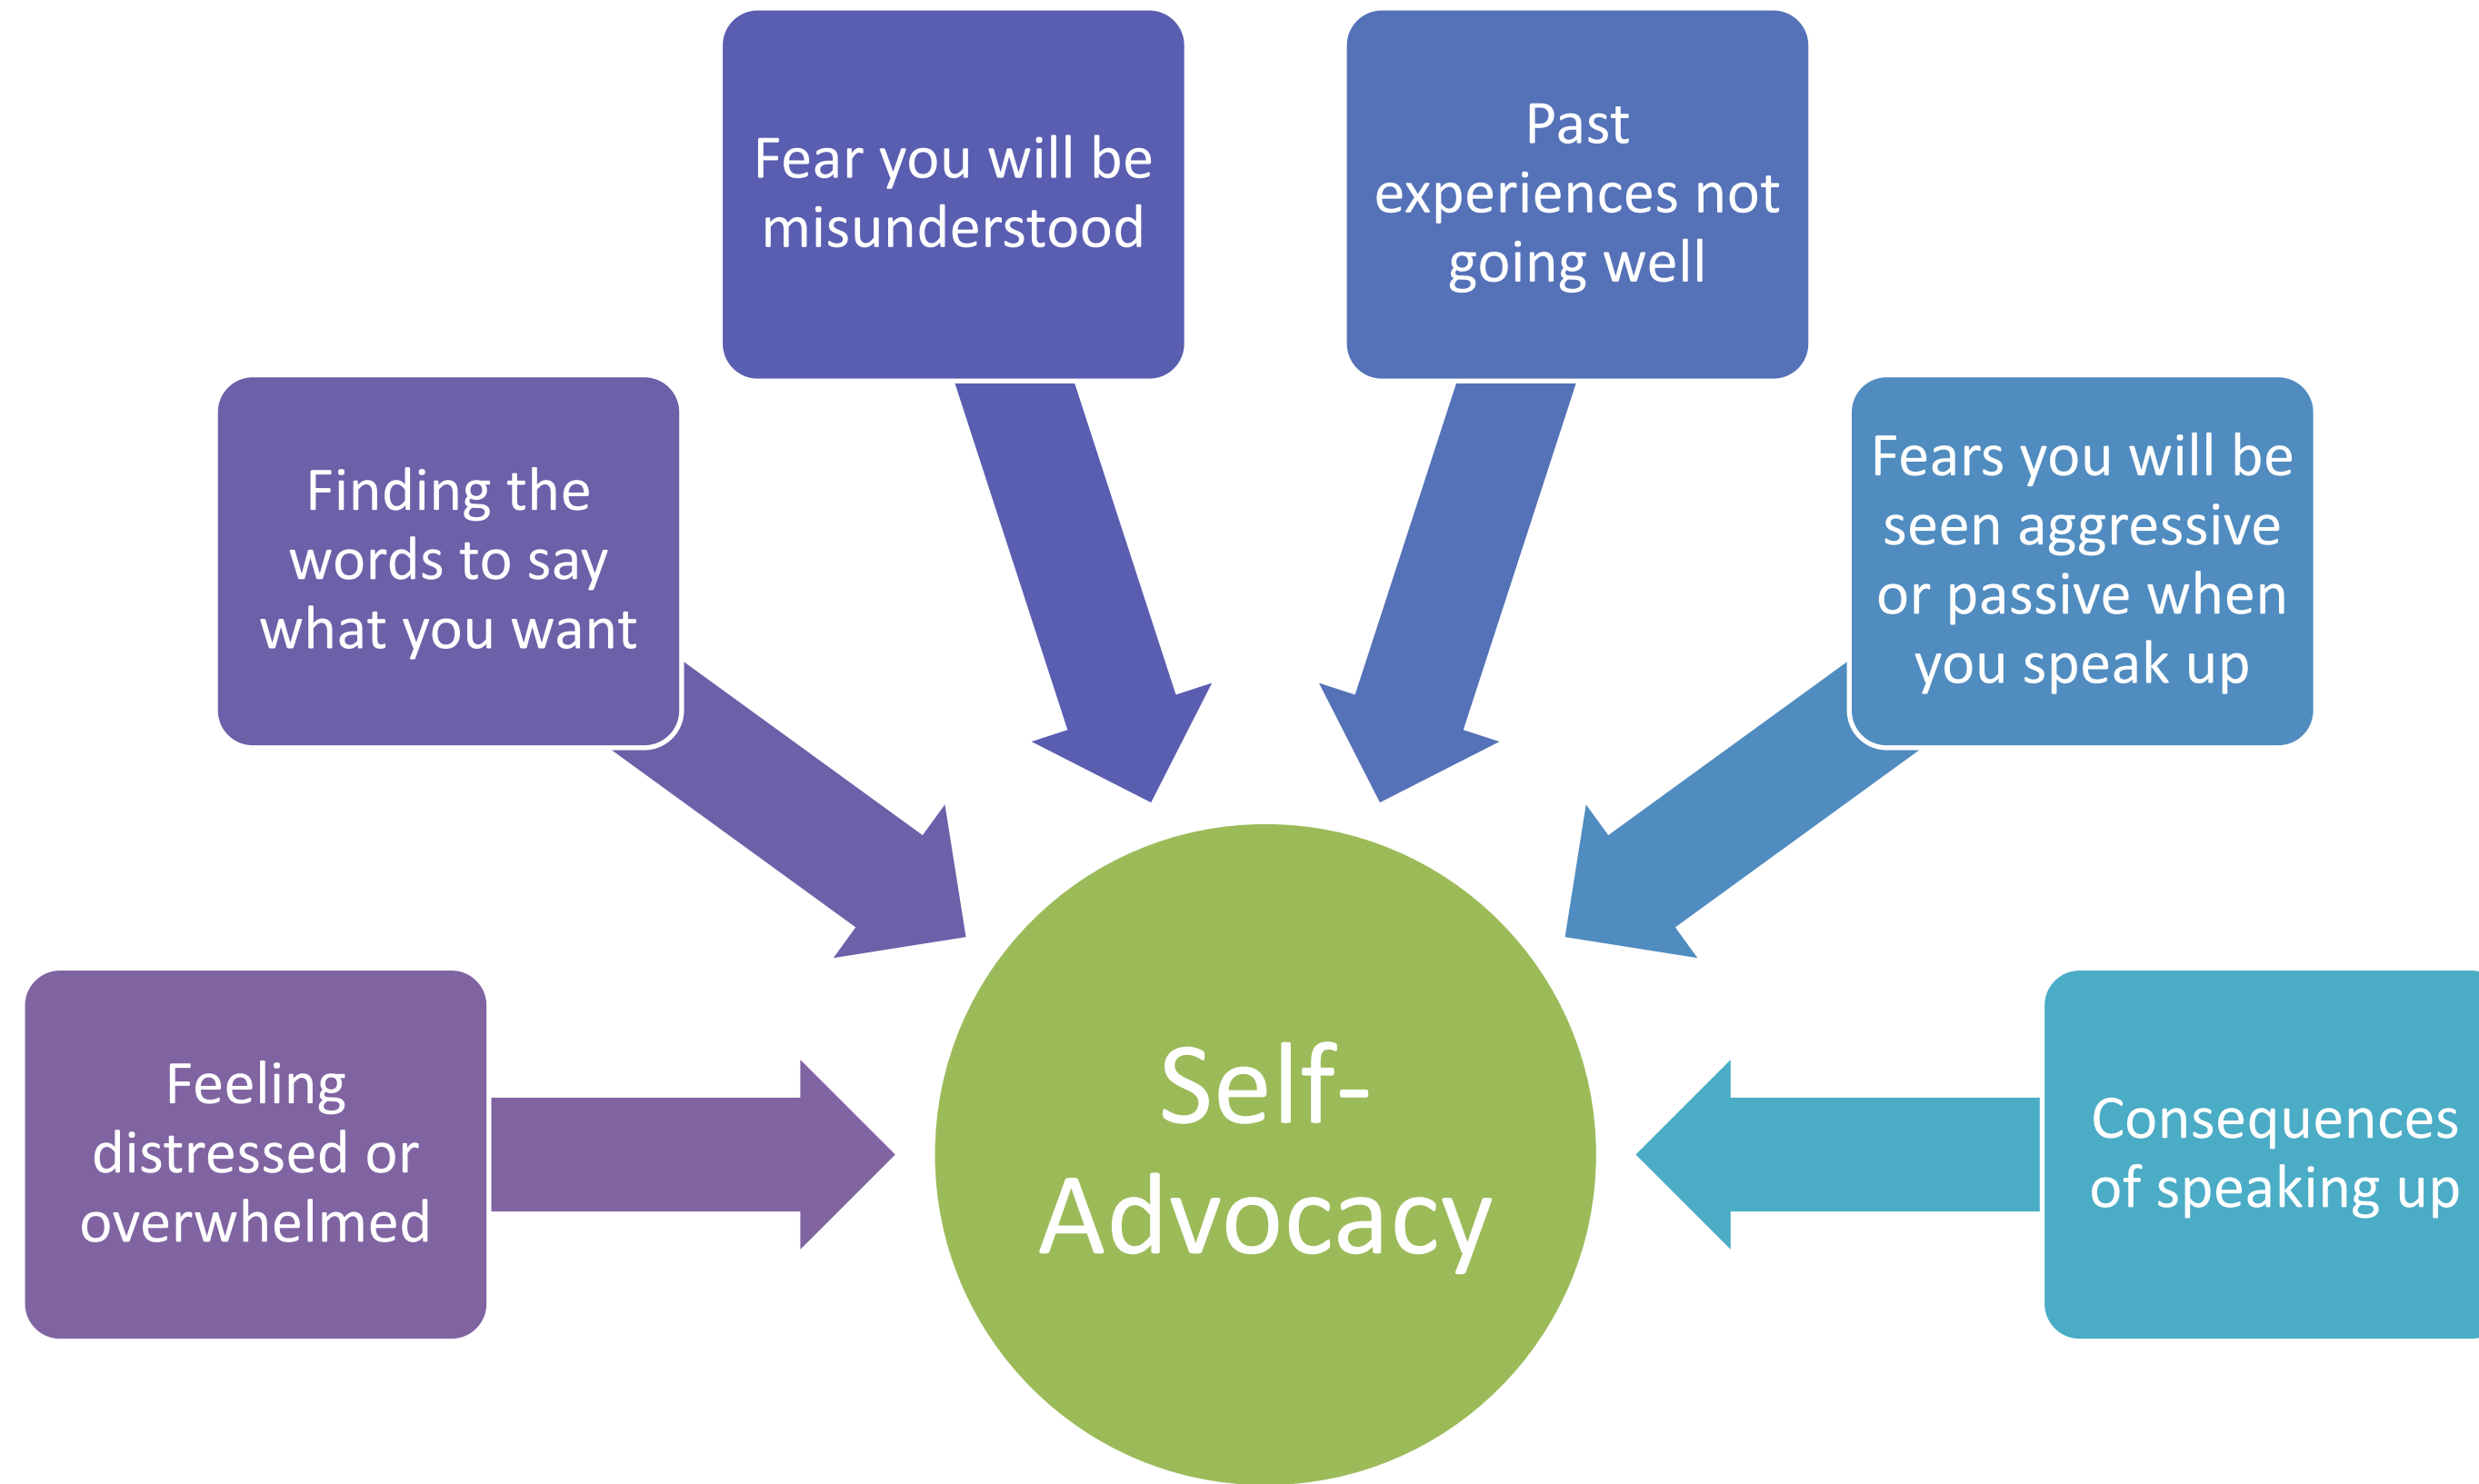 Fear you will be
misunderstood
Past
experiences not
going well
Finding the
words to say
what you want
Fears you will be
seen aggressive
or passive when
you speak up
Feeling
distressed or
overwhelmed
Self-
Advocacy
Consequences
of speaking up